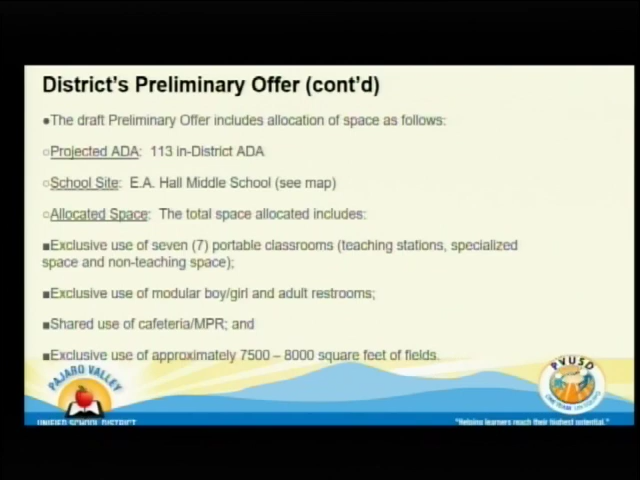 District's Preliminary Offer (cont'd)
●The draft Preliminary Offer includes allocation of space as follows:
○Projected ADA: 113 in-District ADA
○School Site: E.A. Hall Middle School (see map)
○Allocated Space: The total space allocated includes:
■Exclusive use of seven (7) portable classrooms (teaching stations, specialized
space and non-teaching space);
■Exclusive use of modular boy/girl and adult restrooms;
■Shared use of cafeteria/MPR; and
■Exclusive use of approximately 7500 – 8000 square feet of fields.
PAJARO VALLEY
UNIFIED SCHOOL DISTRICT
PVUSD
"Helping learners reach their highest potential."